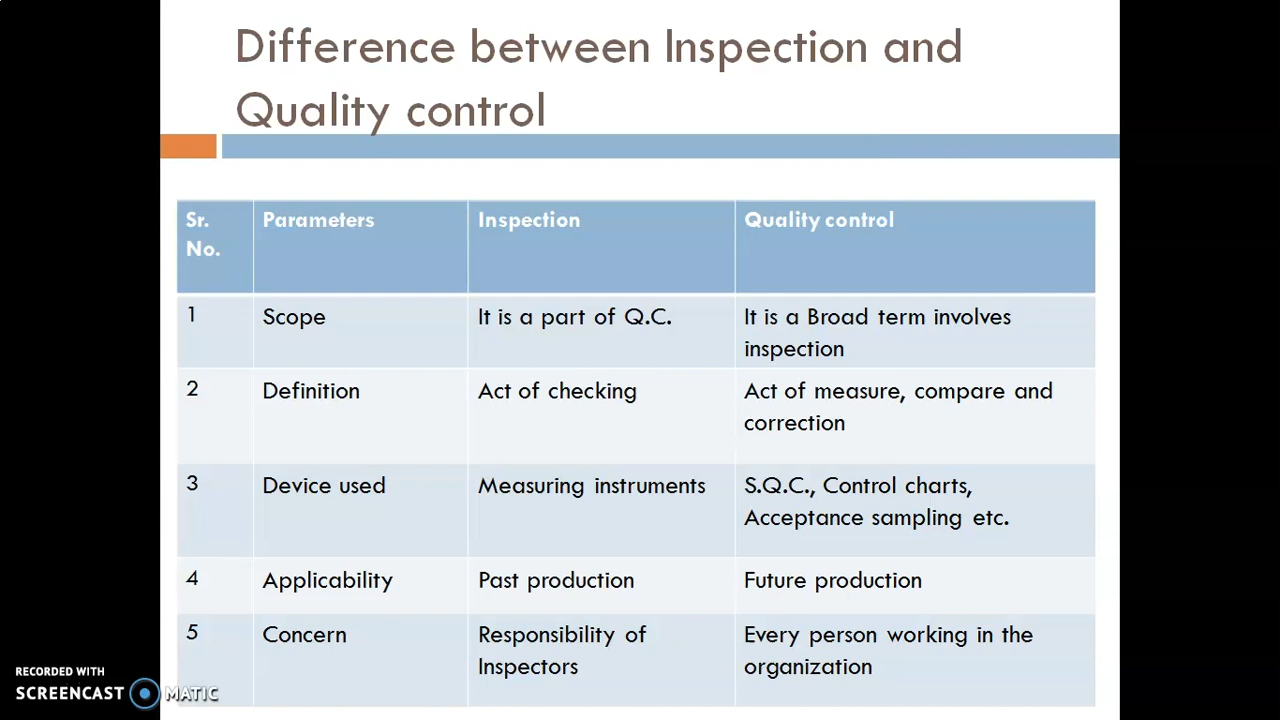 Difference between Inspection and
Quality control
Sr. No. Parameters Inspection Quality control
1 Scope It is a part of Q.C. It is a Broad term involves inspection
2 Definition Act of checking Act of measure, compare and correction
3 Device used Measuring instruments S.Q.C., Control charts, Acceptance sampling etc.
4 Applicability Past production Future production
5 Concern Responsibility of Inspectors Every person working in the organization
RECORDED WITH
SCREENCAST MATIC